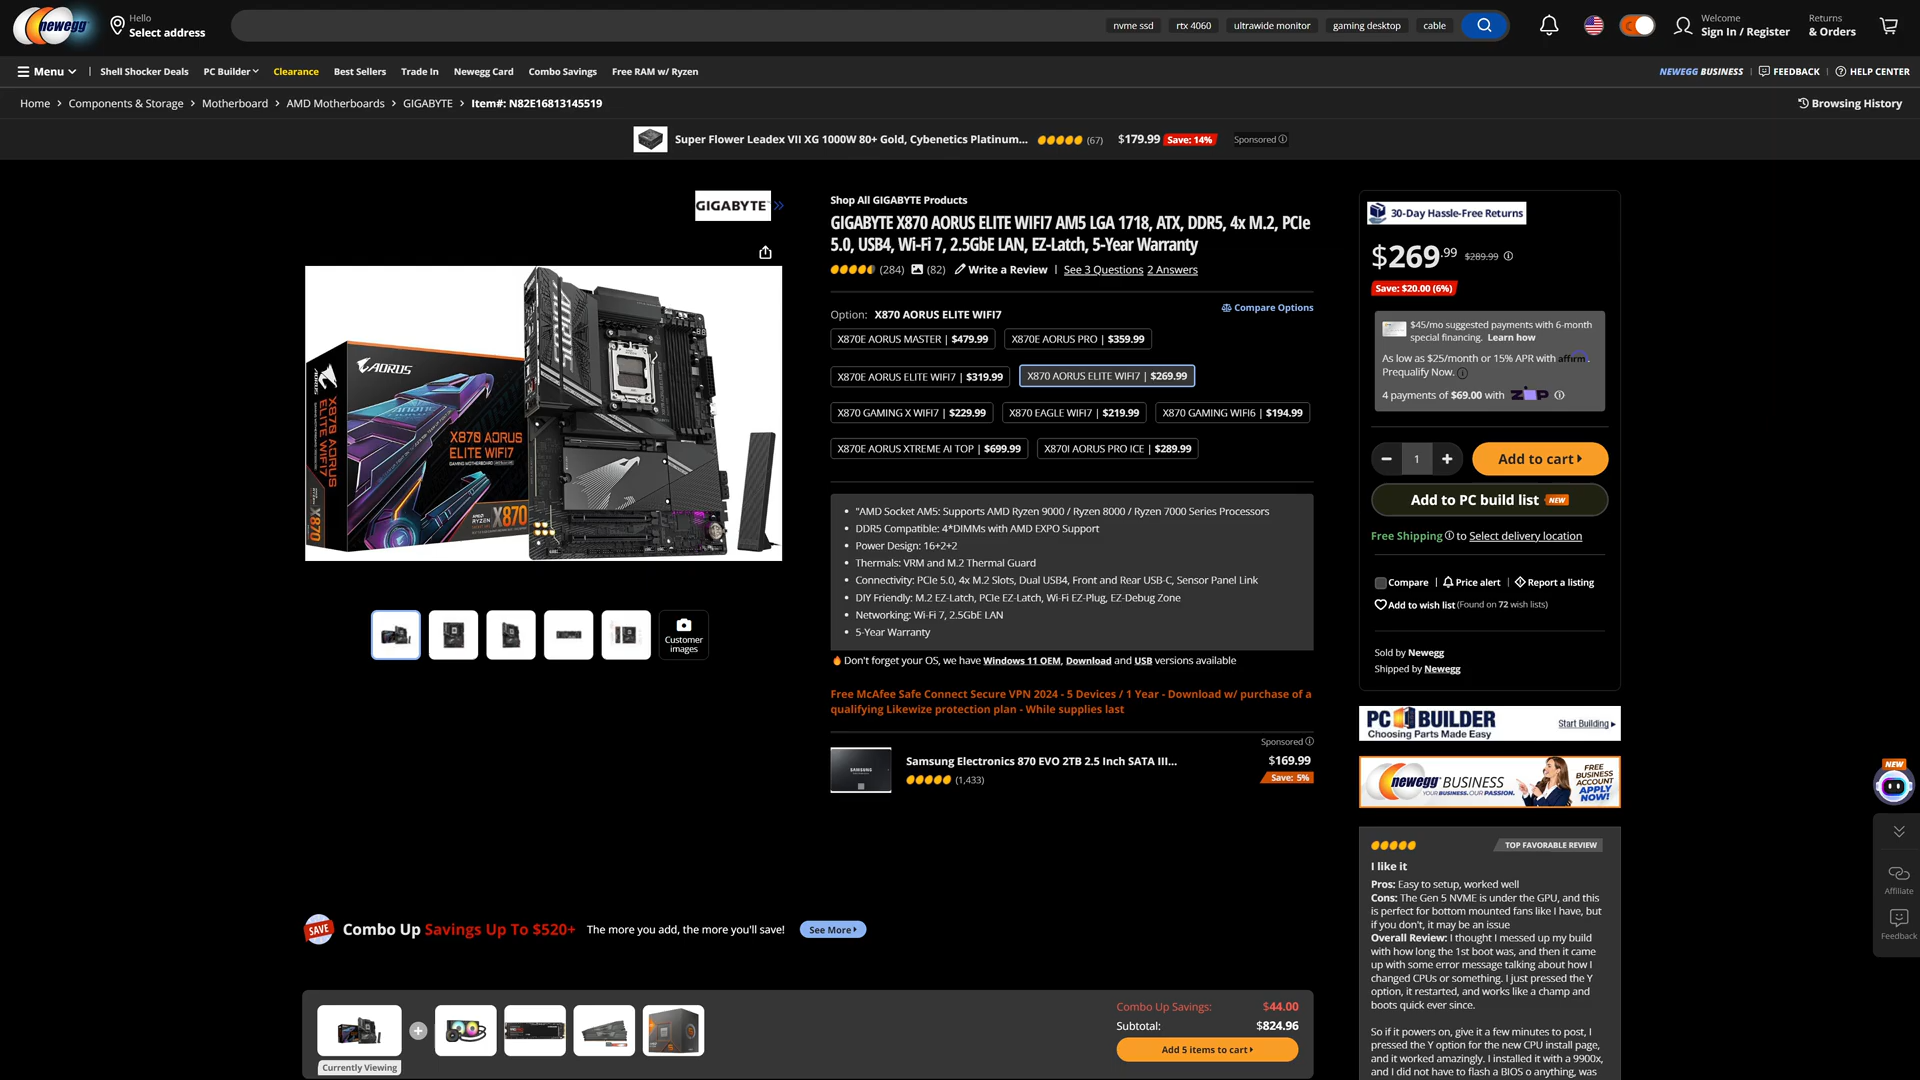 newegg
Hello
Select address
nvme ssd
rtx 4060
ultrawide monitor
gaming desktop
cable
Welcome
Sign In / Register
Returns
& Orders
Menu
Shell Shocker Deals
PC Builder
Clearance
Best Sellers
Trade In
Newegg Card
Combo Savings
Free RAM w/ Ryzen
NEWEGG BUSINESS
FEEDBACK
HELP CENTER
Home > Components & Storage > Motherboard > AMD Motherboards > GIGABYTE > Item#: N82E16813145519
Browsing History
Super Flower Leadex VII XG 1000W 80+ Gold, Cybenetics Platinum... (67) $179.99 Save: 14% Sponsored
GIGABYTE
AORUS
X870 AORUS
ELITE WIFI7
X870
Customer
images
Shop All GIGABYTE Products
GIGABYTE X870 AORUS ELITE WIFI7 AM5 LGA 1718, ATX, DDR5, 4x M.2, PCIe
5.0, USB4, Wi-Fi 7, 2.5GbE LAN, EZ-Latch, 5-Year Warranty
(284) (82) Write a Review | See 3 Questions 2 Answers
Compare Options
Option: X870 AORUS ELITE WIFI7
X870E AORUS MASTER | $479.99
X870E AORUS PRO | $359.99
X870E AORUS ELITE WIFI7 | $319.99
X870 AORUS ELITE WIFI7 | $269.99
X870 GAMING X WIFI7 | $229.99
X870 EAGLE WIFI7 | $219.99
X870 GAMING WIFI6 | $194.99
X870E AORUS XTREME AI TOP | $699.99
X870I AORUS PRO ICE | $289.99
• "AMD Socket AM5: Supports AMD Ryzen 9000 / Ryzen 8000 / Ryzen 7000 Series Processors
• DDR5 Compatible: 4*DIMMs with AMD EXPO Support
• Power Design: 16+2+2
• Thermals: VRM and M.2 Thermal Guard
• Connectivity: PCIe 5.0, 4x M.2 Slots, Dual USB4, Front and Rear USB-C, Sensor Panel Link
• DIY Friendly: M.2 EZ-Latch, PCIe EZ-Latch, Wi-Fi EZ-Plug, EZ-Debug Zone
• Networking: Wi-Fi 7, 2.5GbE LAN
• 5-Year Warranty
Don't forget your OS, we have Windows 11 OEM, Download and USB versions available
Free McAfee Safe Connect Secure VPN 2024 - 5 Devices / 1 Year - Download w/ purchase of a
qualifying Likewize protection plan - While supplies last
Sponsored
SAMSUNG
Samsung Electronics 870 EVO 2TB 2.5 Inch SATA III...
$169.99
(1,433)
Save: 5%
30-Day Hassle-Free Returns
$269.99 $289.99
Save: $20.00 (6%)
$45/mo suggested payments with 6-month
special financing. Learn how
As low as $25/month or 15% APR with affirm.
Prequalify Now.
4 payments of $69.00 with ZIP
1
Add to cart
Add to PC build list NEW
Free Shipping to Select delivery location
Compare | Price alert | Report a listing
Add to wish list (Found on 72 wish lists)
Sold by Newegg
Shipped by Newegg
PC BUILDER
Choosing Parts Made Easy
Start Building
newegg BUSINESS
YOUR BUSINESS. OUR PASSION.
FREE
BUSINESS
ACCOUNT
APPLY
NOW!
NEW
Affiliate
Feedback
TOP FAVORABLE REVIEW
I like it
Pros: Easy to setup, worked well
Cons: The Gen 5 NVME is under the GPU, and this
is perfect for bottom mounted fans like I have, but
if you don't, it may be an issue
Overall Review: I thought I messed up my build
with how long the 1st boot was, and then it came
up with some error message talking about how I
changed CPUs or something. I just pressed the Y
option, it restarted, and works like a champ and
boots quick ever since.
So if it powers on, give it a few minutes to post, I
pressed the Y option for the new CPU install page,
and it worked amazingly. I installed it with a 9900x,
and I did not have to flash a BIOS o anything, was
SAVE
Combo Up Savings Up To $520+ The more you add, the more you'll save! See More
Currently Viewing
Combo Up Savings: $44.00
Subtotal: $824.96
Add 5 items to cart